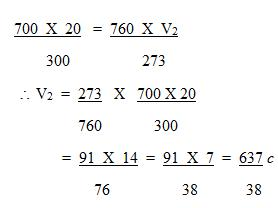 700 X 20 = 760 X V₂
300 273
∴ V₂ = 273 X 700 X 20
760 300
= 91 X 14 = 91 X 7 = 637 c
76 38 38